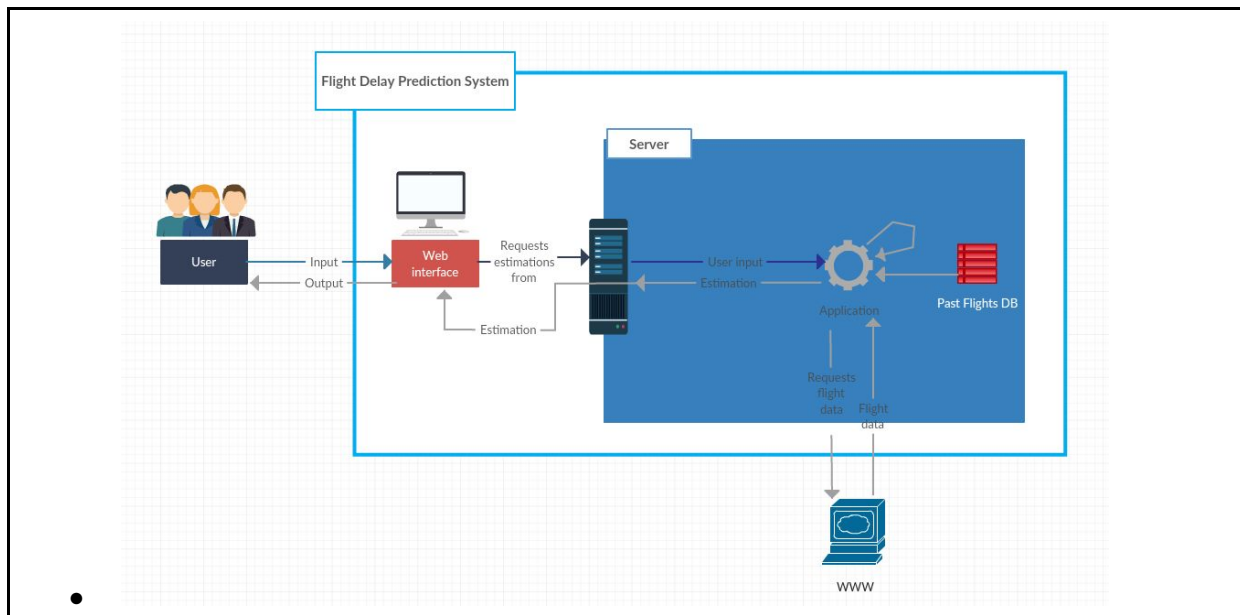 Flight Delay Prediction System
Server
User
Input
Output
Web
interface
Requests
estimations
from
Estimation
User input
Estimation
Application
Past Flights DB
Requests
flight
data
Flight
data
WWW